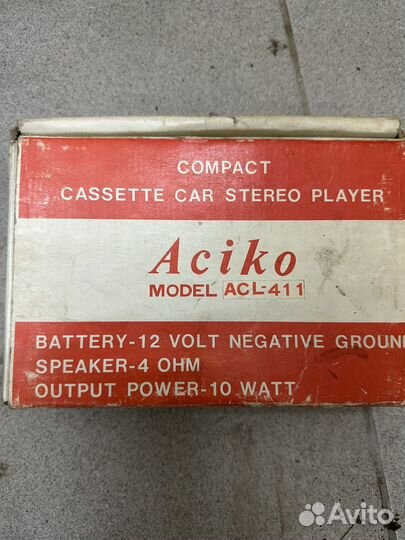 COMPACT
CASSETTE CAR STEREO PLAYER
Aciko
MODEL ACL-411
BATTERY-12 VOLT NEGATIVE GROUN
SPEAKER-4 OHM
OUTPUT POWER-10 WATT
Avito